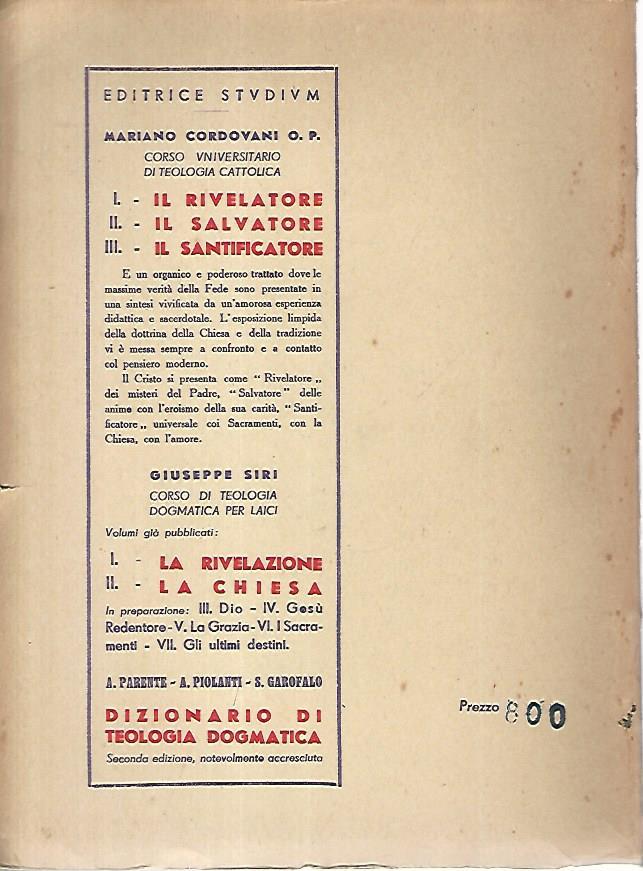 EDITRICE STVDIVM
MARIANO CORDOVANI O. P.
CORSO VNIVERSITARIO
DI TEOLOGIA CATTOLICA
I. - IL RIVELATORE
II. - IL SALVATORE
III. - IL SANTIFICATORE
E un organico e poderoso trattato dove le
massime verità della Fede sono presentate in
una sintesi vivificata da un'amorosa esperienza
didattica e sacerdotale. L'esposizione limpida
della dottrina della Chiesa e della tradizione
vi è messa sempre a confronto e a contatto
col pensiero moderno.
Il Cristo si presenta come “ Rivelatore „
dei misteri del Padre, “ Salvatore ” delle
anime con l'eroismo della sua carità, “ Santi-
ficatore „ universale coi Sacramenti, con la
Chiesa, con l'amore.
GIUSEPPE SIRI
CORSO DI TEOLOGIA
DOGMATICA PER LAICI
Volumi già pubblicati:
I. - LA RIVELAZIONE
II. - LA CHIESA
In preparazione: III. Dio - IV. Gesù
Redentore - V. La Grazia - VI. I Sacra-
menti - VII. Gli ultimi destini.
A. PARENTE - A. PIOLANTI - S. GAROFALO
DIZIONARIO DI
TEOLOGIA DOGMATICA
Seconda edizione, notevolmente accresciuta
Prezzo 800